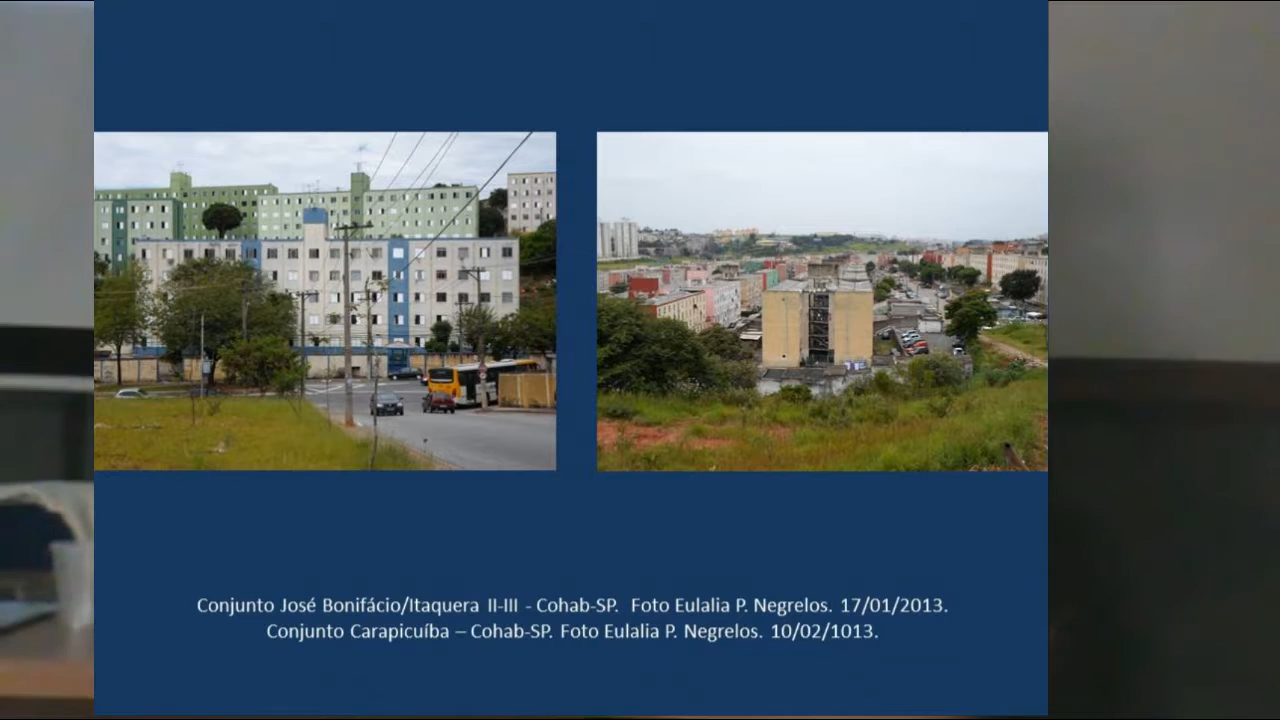 Conjunto José Bonifácio/Itaquera II-III - Cohab-SP. Foto Eulalia P. Negrelos. 17/01/2013.
Conjunto Carapicuíba – Cohab-SP. Foto Eulalia P. Negrelos. 10/02/1013.